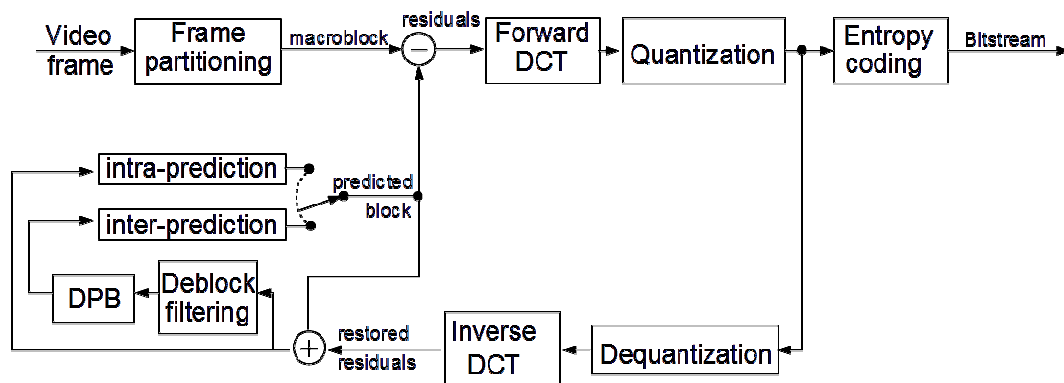 Video
frame
Frame
partitioning
macroblock
−
residuals
Forward
DCT
Quantization
Entropy
coding
Bitstream
intra-prediction
inter-prediction
predicted
block
DPB
Deblock
filtering
+
restored
residuals
Inverse
DCT
Dequantization